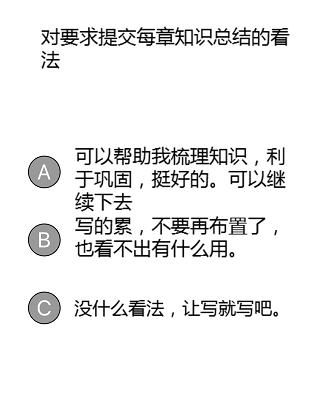 对要求提交每章知识总结的看
法
A
可以帮助我梳理知识，利
于巩固，挺好的。可以继
续下去
B
写的累，不要再布置了，
也看不出有什么用。
C
没什么看法，让写就写吧。